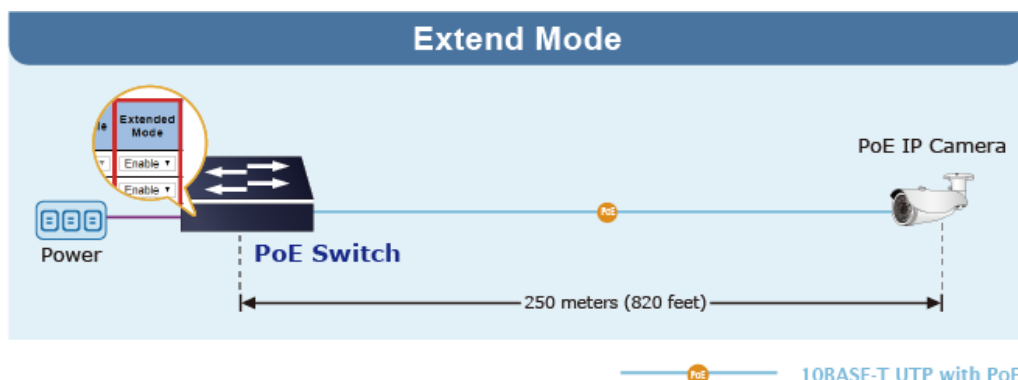 Extend Mode
le
Extended
Mode
Enable
Enable
PoE IP Camera
PoE
Power
PoE Switch
250 meters (820 feet)
PoE
10BASE-T UTP with PoE